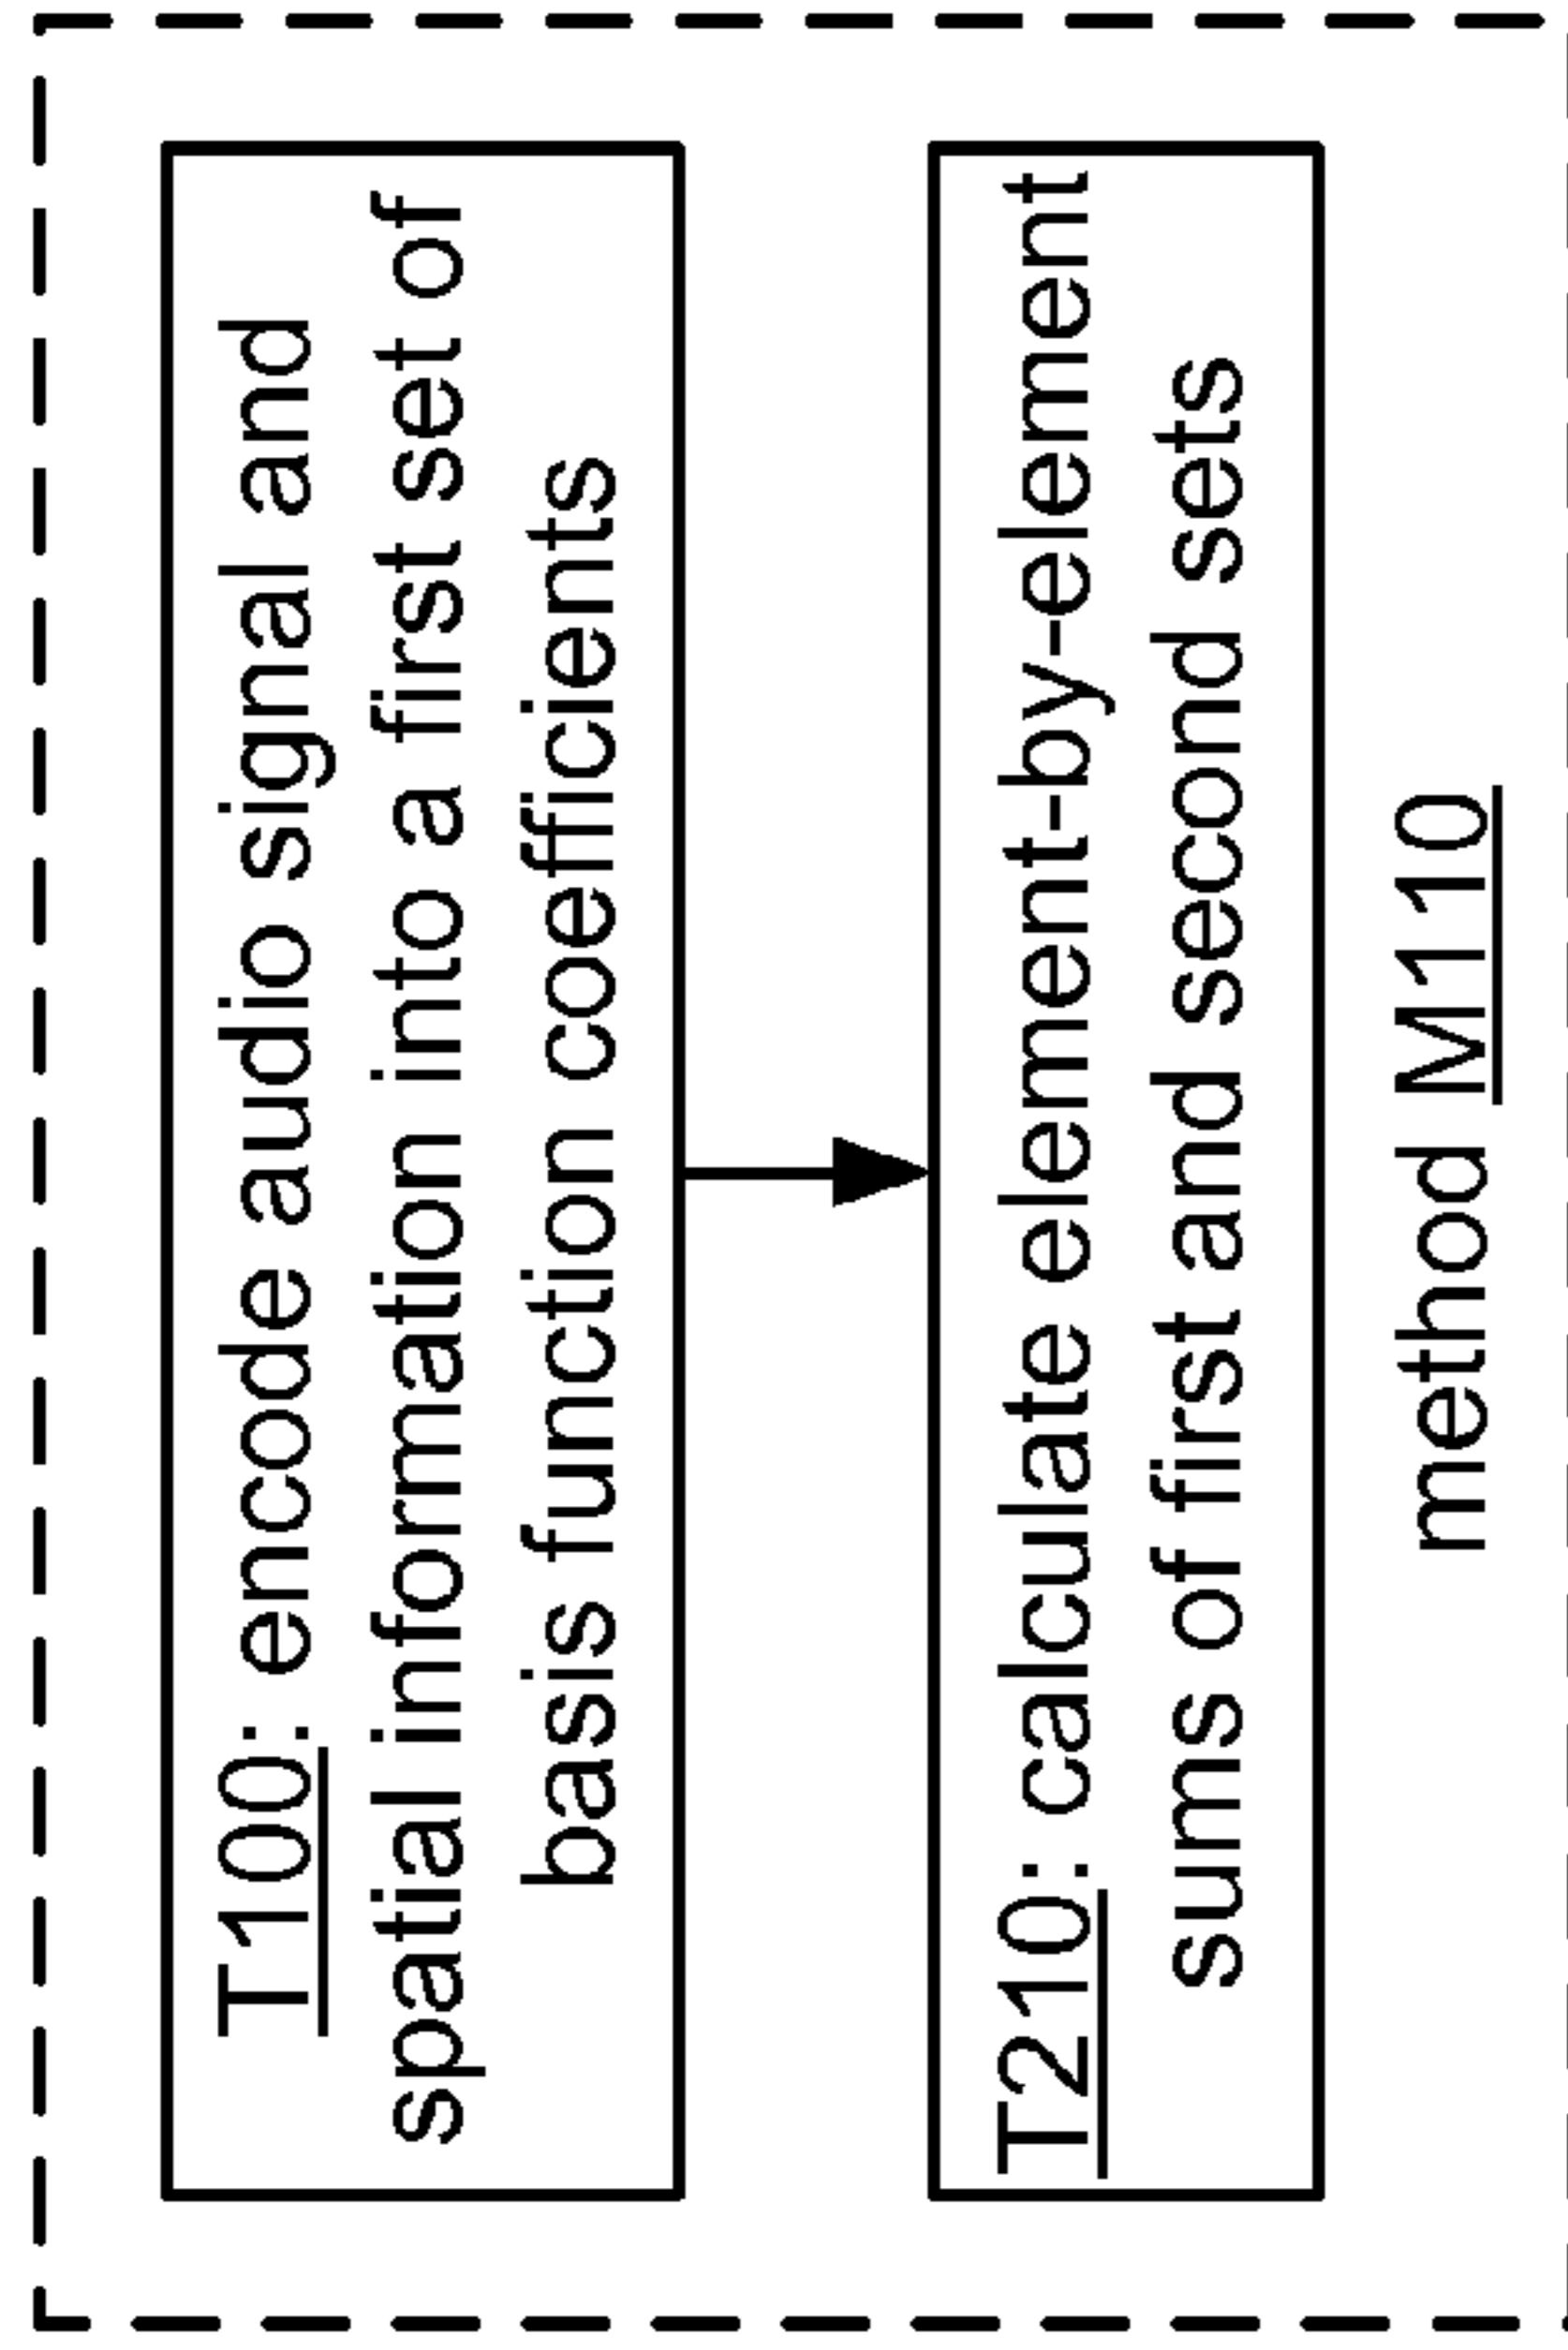 T100: encode audio signal and
spatial information into a first set of
basis function coefficients
T210: calculate element-by-element
sums of first and second sets
method M110